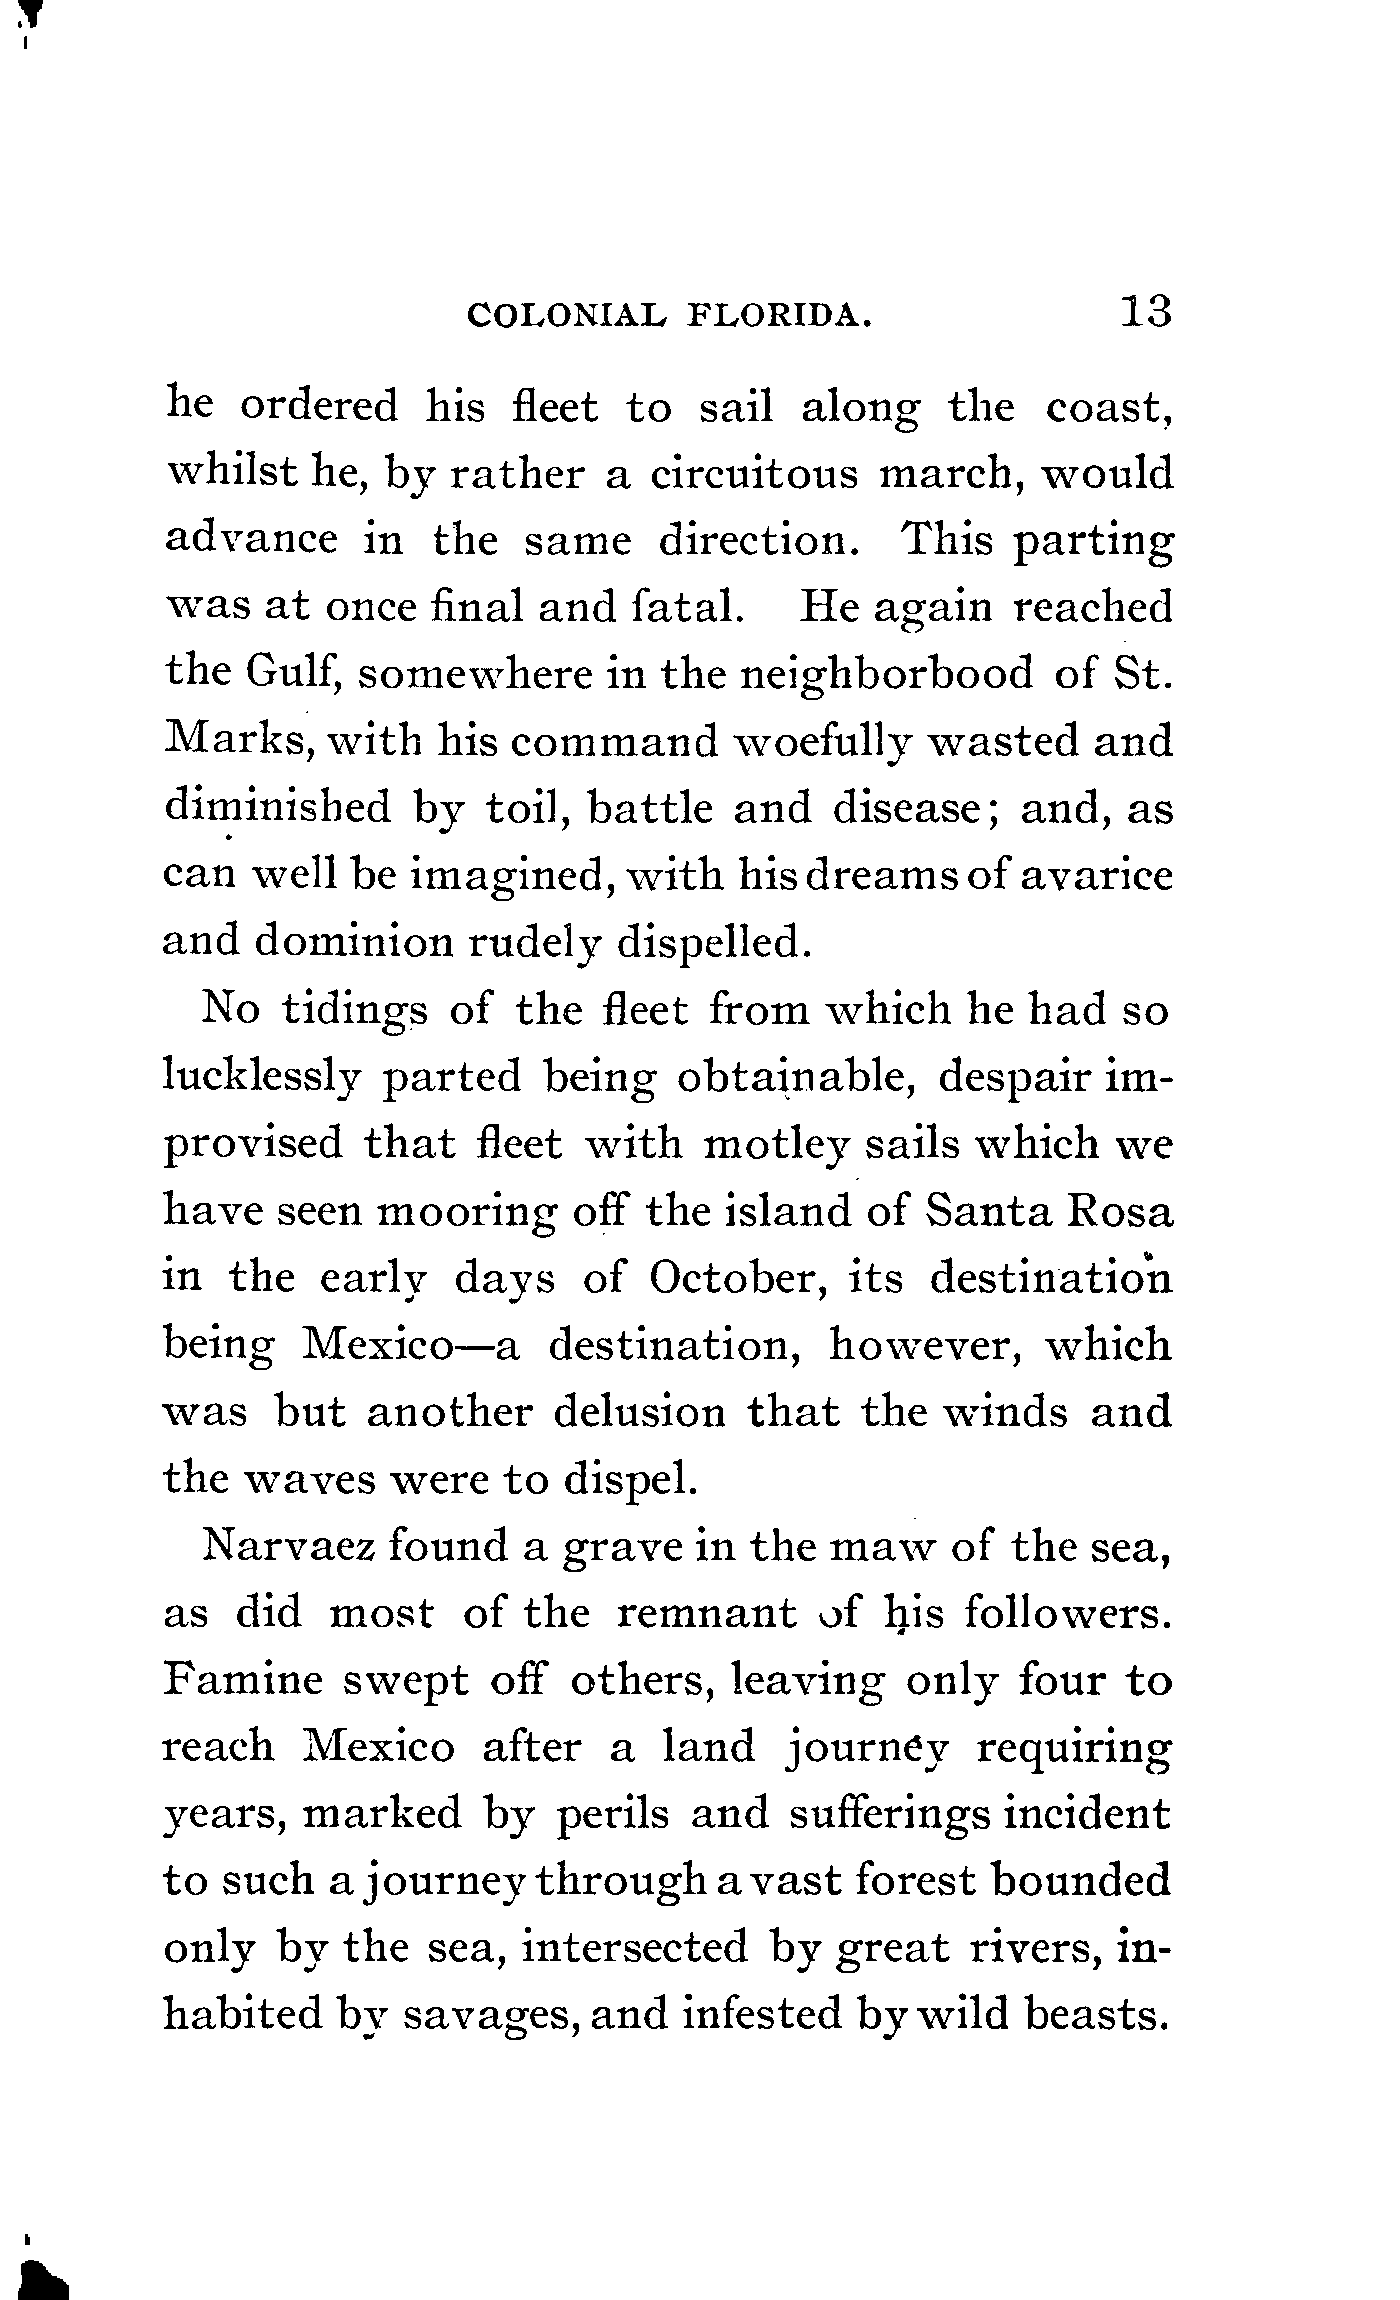 COLONIAL FLORIDA. 13
he ordered his fleet to sail along the coast,
whilst he, by rather a circuitous march, would
advance in the same direction. This parting
was at once final and fatal. He again reached
the Gulf, somewhere in the neighborbood of St.
Marks, with his command woefully wasted and
diminished by toil, battle and disease; and, as
can well be imagined, with his dreams of avarice
and dominion rudely dispelled.
No tidings of the fleet from which he had so
lucklessly parted being obtainable, despair im-
provised that fleet with motley sails which we
have seen mooring off the island of Santa Rosa
in the early days of October, its destination
being Mexico—a destination, however, which
was but another delusion that the winds and
the waves were to dispel.
Narvaez found a grave in the maw of the sea,
as did most of the remnant of his followers.
Famine swept off others, leaving only four to
reach Mexico after a land journey requiring
years, marked by perils and sufferings incident
to such a journey through a vast forest bounded
only by the sea, intersected by great rivers, in-
habited by savages, and infested by wild beasts.